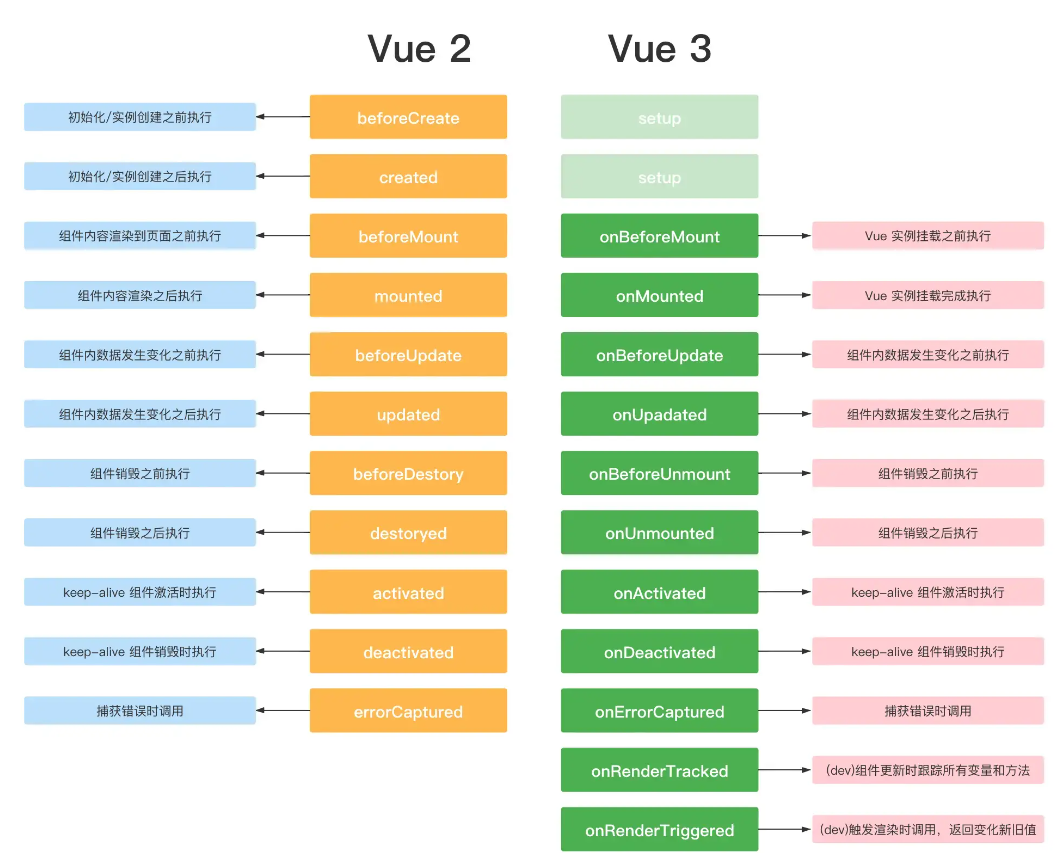 Vue 2 Vue 3
初始化/实例创建之前执行 beforeCreate setup
初始化/实例创建之后执行 created setup
组件内容渲染到页面之前执行 beforeMount onBeforeMount Vue 实例挂载之前执行
组件内容渲染之后执行 mounted onMounted Vue 实例挂载完成执行
组件内数据发生变化之前执行 beforeUpdate onBeforeUpdate 组件内数据发生变化之前执行
组件内数据发生变化之后执行 updated onUpadated 组件内数据发生变化之后执行
组件销毁之前执行 beforeDestory onBeforeUnmount 组件销毁之前执行
组件销毁之后执行 destoryed onUnmounted 组件销毁之后执行
keep-alive 组件激活时执行 activated onActivated keep-alive 组件激活时执行
keep-alive 组件销毁时执行 deactivated onDeactivated keep-alive 组件销毁时执行
捕获错误时调用 errorCaptured onErrorCaptured 捕获错误时调用
onRenderTracked (dev)组件更新时跟踪所有变量和方法
onRenderTriggered (dev)触发渲染时调用，返回变化新旧值